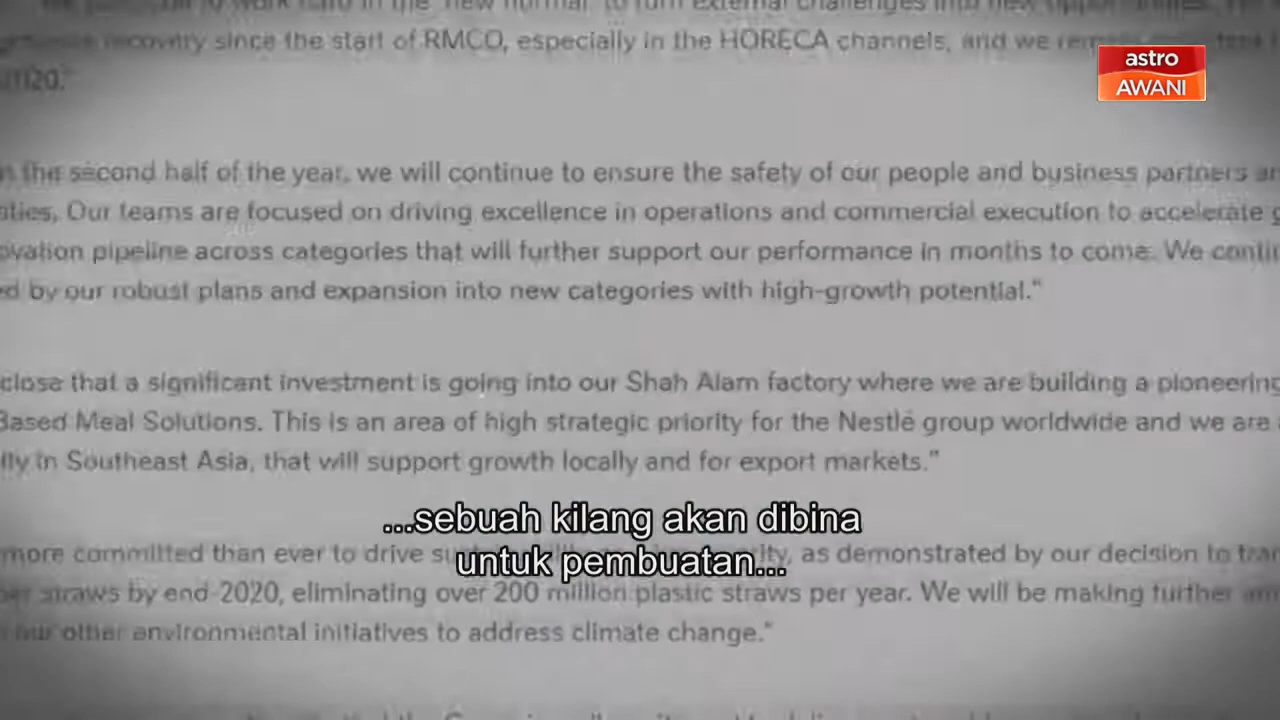 recovery since the start of RMCO, especially in the HORECA channels, and we
astro
AWANI
the second half of the year, we will continue to ensure the safety of our people and business partners
Our teams are focused on driving excellence in operations and commercial execution to accelerate
pipeline across categories that will further support our performance in months to come. We
by our robust plans and expansion into new categories with high-growth potential."
close that a significant investment is going into our Shah Alam factory where we are building a pioneering
Based Meal Solutions. This is an area of high strategic priority for the Nestlé group worldwide and we are
in Southeast Asia, that will support growth locally and for export markets."
...sebuah kilang akan dibina
more committed than ever to drive as demonstrated by our decision to
untuk pembuatan...
straws by end 2020, eliminating over 200 million plastic straws per year. We will be making further
our other environmental initiatives to address climate change."